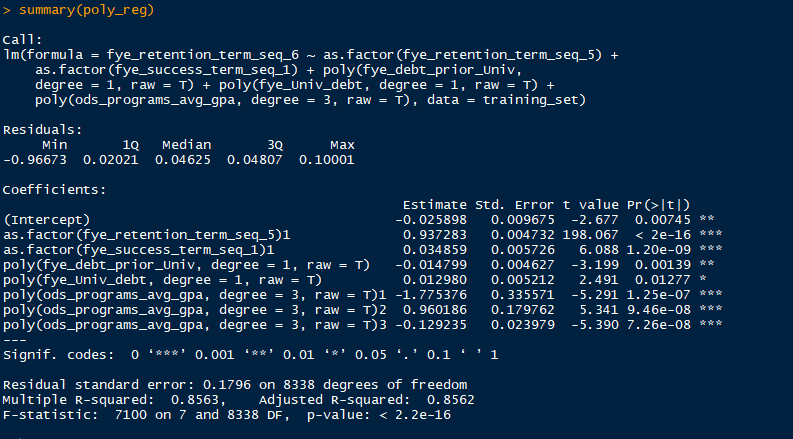 > summary(poly_reg)
Call:
lm(formula = fye_retention_term_seq_6 ~ as.factor(fye_retention_term_seq_5) +
    as.factor(fye_success_term_seq_1) + poly(fye_debt_prior_Univ,
    degree = 1, raw = T) + poly(fye_Univ_debt, degree = 1, raw = T) +
    poly(ods_programs_avg_gpa, degree = 3, raw = T), data = training_set)
Residuals:
     Min       1Q   Median       3Q      Max
-0.96673  0.02021  0.04625  0.04807  0.10001
Coefficients:
                                                  Estimate Std. Error t value Pr(>|t|)
(Intercept)                                      -0.025898   0.009675  -2.677  0.00745 **
as.factor(fye_retention_term_seq_5)1              0.937283   0.004732 198.067  < 2e-16 ***
as.factor(fye_success_term_seq_1)1                0.034859   0.005726   6.088 1.20e-09 ***
poly(fye_debt_prior_Univ, degree = 1, raw = T)   -0.014799   0.004627  -3.199  0.00139 **
poly(fye_Univ_debt, degree = 1, raw = T)          0.012980   0.005212   2.491  0.01277 *
poly(ods_programs_avg_gpa, degree = 3, raw = T)1 -1.775376   0.335571  -5.291 1.25e-07 ***
poly(ods_programs_avg_gpa, degree = 3, raw = T)2  0.960186   0.179762   5.341 9.46e-08 ***
poly(ods_programs_avg_gpa, degree = 3, raw = T)3 -0.129235   0.023979  -5.390 7.26e-08 ***
---
Signif. codes:  0 ‘***’ 0.001 ‘**’ 0.01 ‘*’ 0.05 ‘.’ 0.1 ‘ ’ 1
Residual standard error: 0.1796 on 8338 degrees of freedom
Multiple R-squared:  0.8563,    Adjusted R-squared:  0.8562
F-statistic:  7100 on 7 and 8338 DF,  p-value: < 2.2e-16